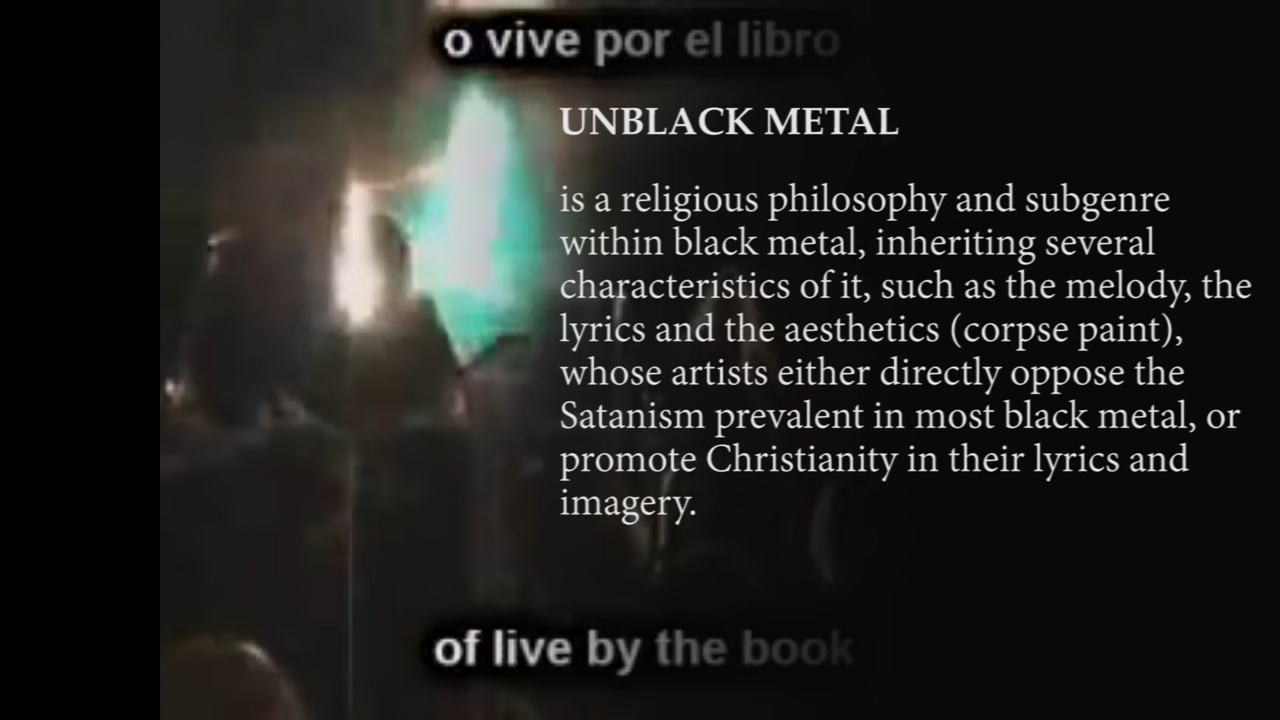 o vive por el libro
UNBLACK METAL
is a religious philosophy and subgenre
within black metal, inheriting several
characteristics of it, such as the melody, the
lyrics and the aesthetics (corpse paint),
whose artists either directly oppose the
Satanism prevalent in most black metal, or
promote Christianity in their lyrics and
imagery.
of live by the book